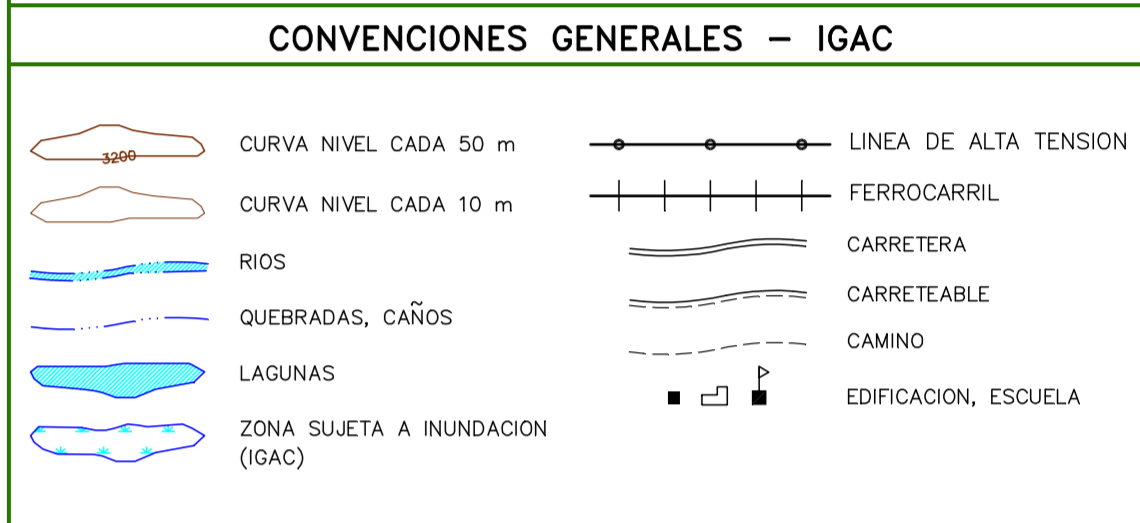 CONVENCIONES GENERALES – IGAC
3200
CURVA NIVEL CADA 50 m
CURVA NIVEL CADA 10 m
RIOS
QUEBRADAS, CAÑOS
LAGUNAS
ZONA SUJETA A INUNDACION
(IGAC)
LINEA DE ALTA TENSION
FERROCARRIL
CARRETERA
CARRETEABLE
CAMINO
EDIFICACION, ESCUELA